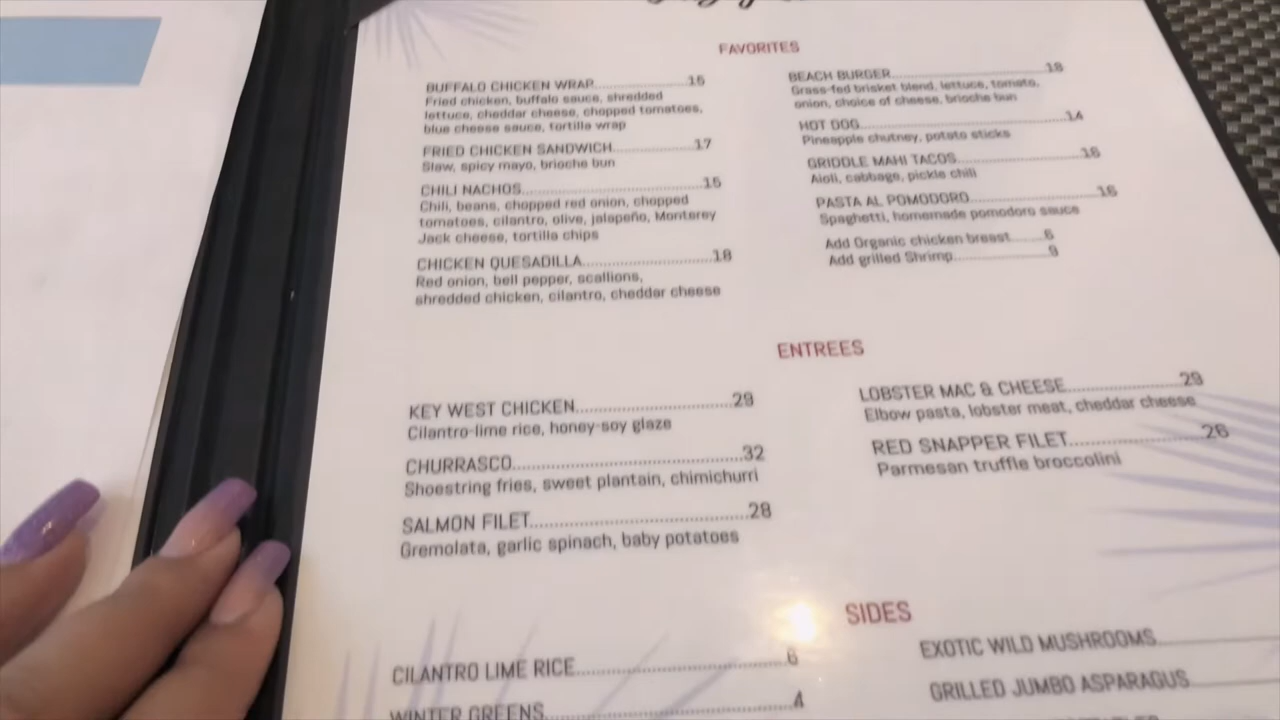 FAVORITES
BUFFALO CHICKEN WRAP 15
Fried chicken, buffalo sauce, shredded
lettuce, cheddar cheese, chopped tomatoes,
blue cheese sauce, tortilla wrap
FRIED CHICKEN SANDWICH 17
Slaw, spicy mayo, brioche bun
CHILI NACHOS 15
Chili, beans, chopped red onion, chopped
tomatoes, cilantro, olive, jalapeño, Monterey
Jack cheese, tortilla chips
CHICKEN QUESADILLA 18
Red onion, bell pepper, scallions,
shredded chicken, cilantro, cheddar cheese
BEACH BURGER 18
Grass-fed brisket blend, lettuce, tomato,
onion, choice of cheese, brioche bun
HOT DOG 14
Pineapple chutney, potato sticks
GRIDDLE MAHI TACOS
Aioli, cabbage, pickle chili
PASTA AL POMODORO
Spaghetti, homemade pomodoro sauce
Add Organic chicken breast 6
Add grilled Shrimp 9
ENTREES
KEY WEST CHICKEN 29
Cilantro-lime rice, honey-soy glaze
CHURRASCO 32
Shoestring fries, sweet plantain, chimichurri
SALMON FILET 28
Gremolata, garlic spinach, baby potatoes
LOBSTER MAC & CHEESE 29
Elbow pasta, lobster meat, cheddar cheese
RED SNAPPER FILET 26
Parmesan truffle broccolini
SIDES
CILANTRO LIME RICE 6
WINTER GREENS 4
EXOTIC WILD MUSHROOMS
GRILLED JUMBO ASPARAGUS